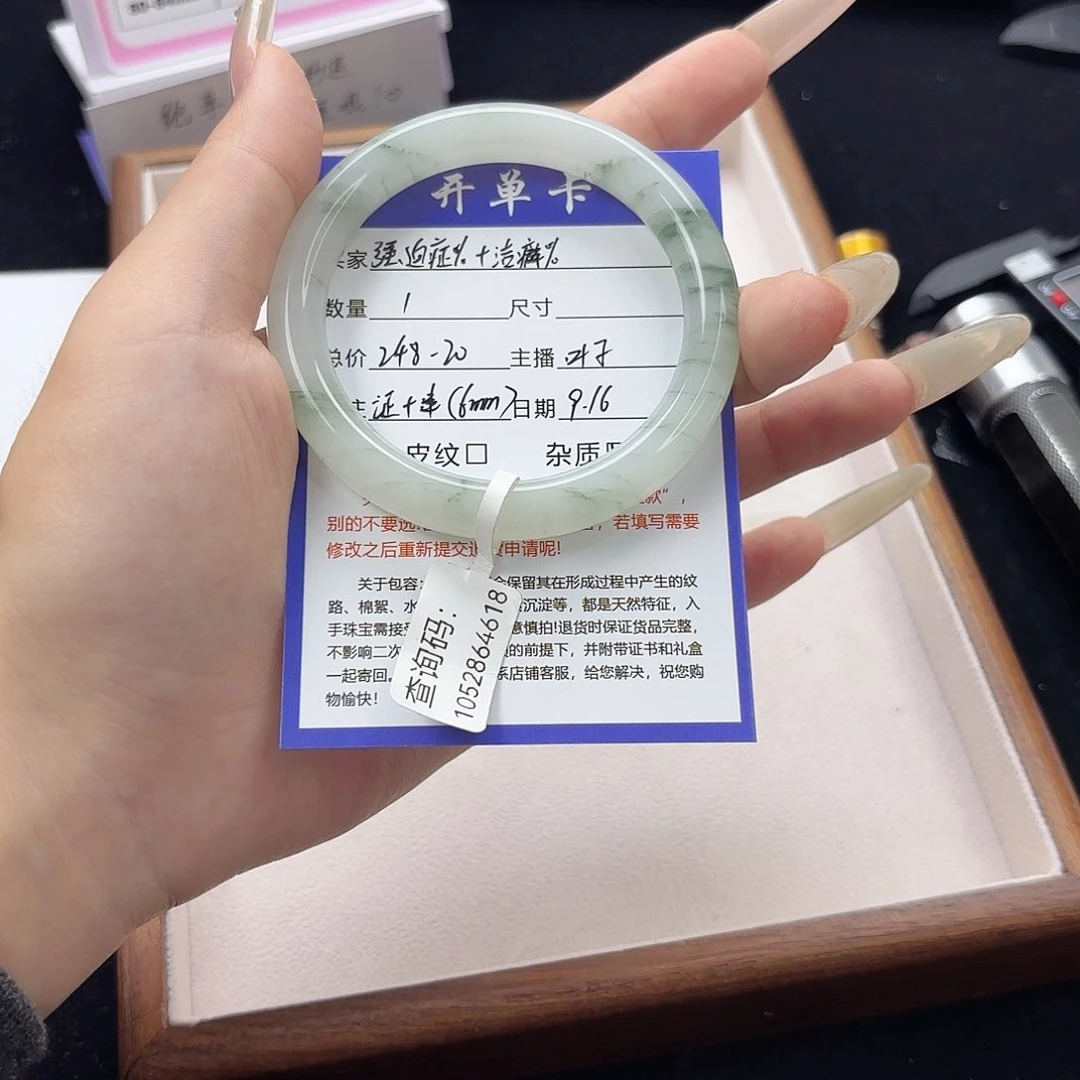 开单卡
家 强迫症% + 洁癖%
数量 1 尺寸
总价 248-20 主播 叶子
证+ (6mm) 日期 9.16
皮纹口 杂质
款”，
别的不要选 ，若填写需要
修改之后重新提交 申请呢!
关于包容: 保留其在形成过程中产生的纹
路、棉絮、水 沉淀等，都是天然特征，入
手珠宝需接 慎拍!退货时保证货品完整，
不影响二次 的前提下，并附带证书和礼盒
一起寄回。 系店铺客服，给您解决，祝您购
物愉快!
查询码:
1052864618